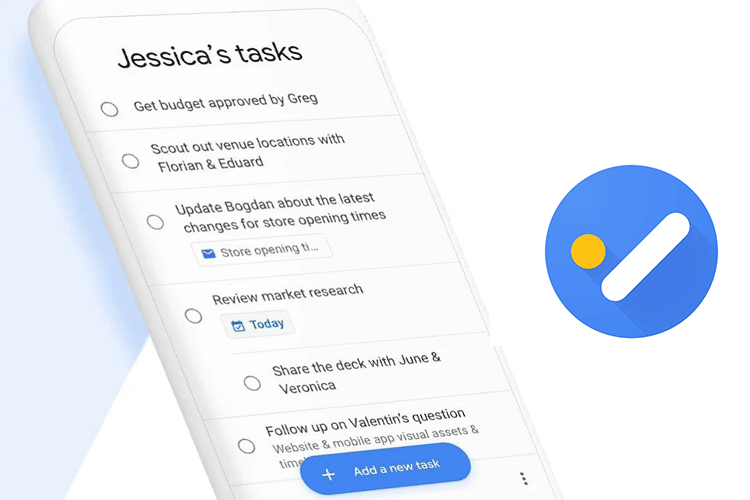 Jessica's tasks
Get budget approved by Greg
Scout out venue locations with
Florian & Eduard
Update Bogdan about the latest
changes for store opening times
Store opening ti...
Review market research
Today
Share the deck with June &
Veronica
Follow up on Valentin's question
Website & mobile app visual assets &
Add a new task